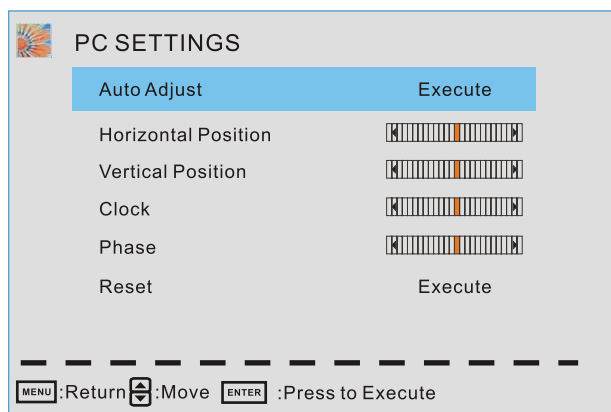 PC SETTINGS
Auto Adjust Execute
Horizontal Position
Vertical Position
Clock
Phase
Reset Execute
MENU :Return :Move ENTER :Press to Execute